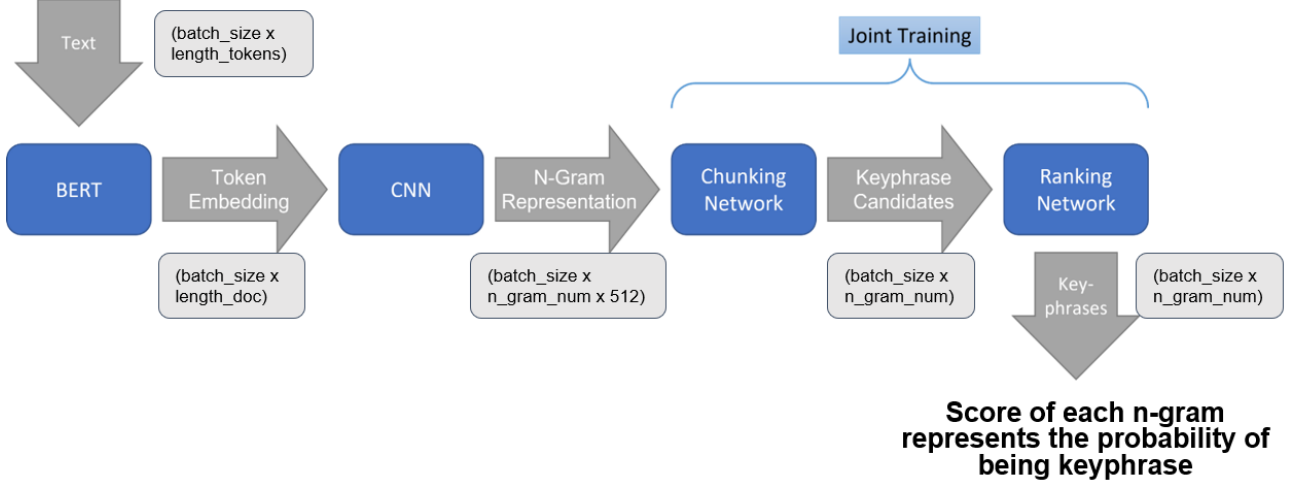 Text
(batch_size x
length_tokens)
Joint Training
BERT
Token
Embedding
CNN
N-Gram
Representation
Chunking
Network
Keyphrase
Candidates
Ranking
Network
(batch_size x
length_doc)
(batch_size x
n_gram_num x 512)
(batch_size x
n_gram_num)
Key-
phrases
(batch_size x
n_gram_num)
Score of each n-gram
represents the probability of
being keyphrase